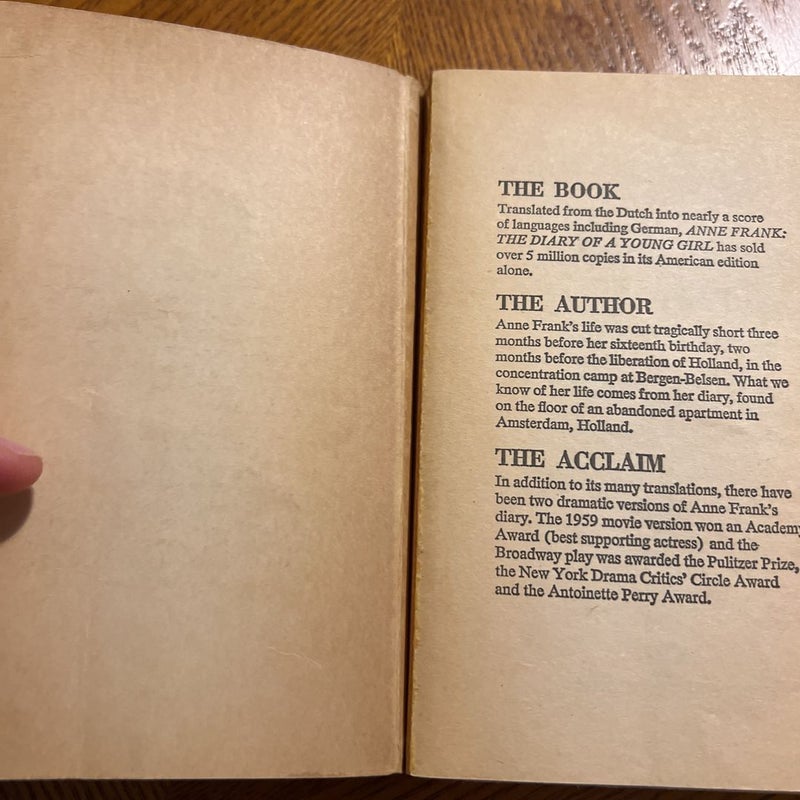 THE BOOK
Translated from the Dutch into nearly a score
of languages including German, ANNE FRANK:
THE DIARY OF A YOUNG GIRL has sold
over 5 million copies in its American edition
alone.
THE AUTHOR
Anne Frank's life was cut tragically short three
months before her sixteenth birthday, two
months before the liberation of Holland, in the
concentration camp at Bergen-Belsen. What we
know of her life comes from her diary, found
on the floor of an abandoned apartment in
Amsterdam, Holland.
THE ACCLAIM
In addition to its many translations, there have
been two dramatic versions of Anne Frank's
diary. The 1959 movie version won an Academy
Award (best supporting actress) and the
Broadway play was awarded the Pulitzer Prize,
the New York Drama Critics' Circle Award
and the Antoinette Perry Award.